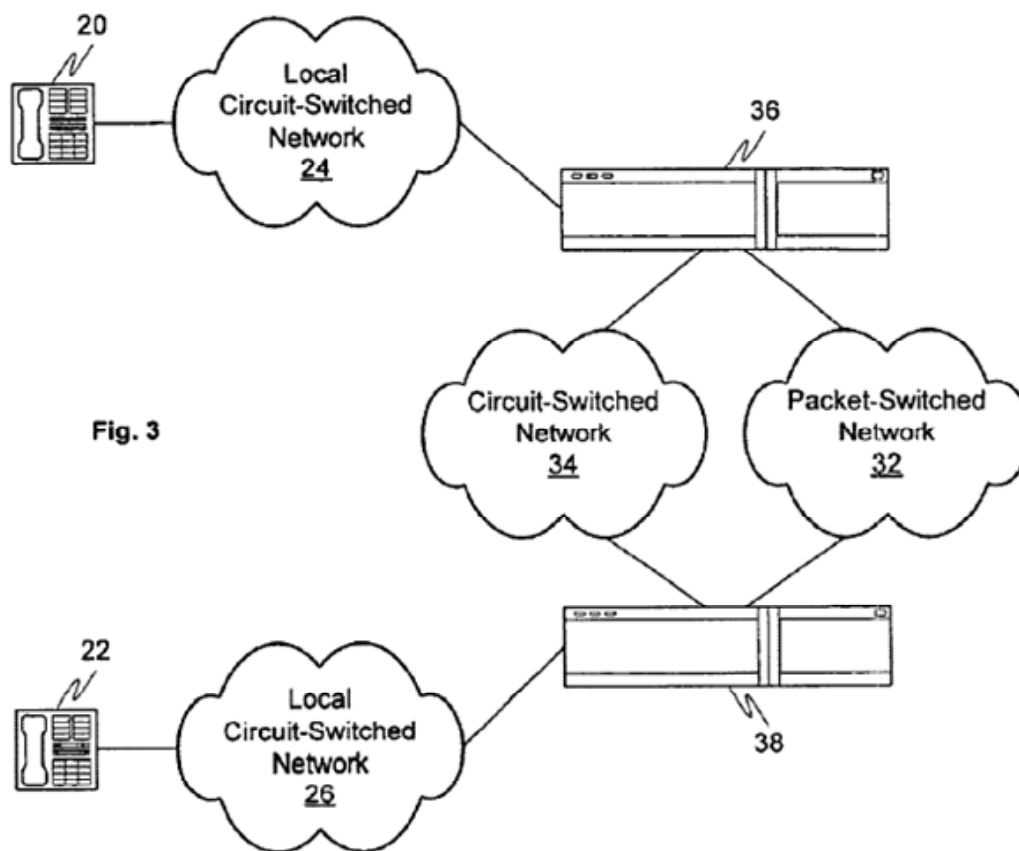 20
Local
Circuit-Switched
Network
24
36
Circuit-Switched
Network
34
Packet-Switched
Network
32
Fig. 3
22
Local
Circuit-Switched
Network
26
38